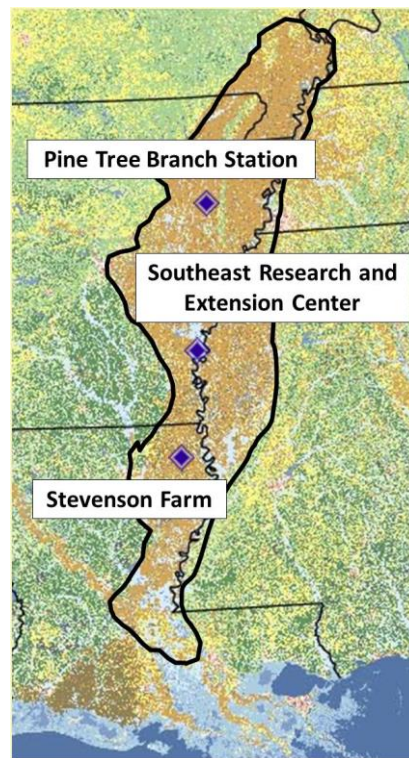 Pine Tree Branch Station
Southeast Research and
Extension Center
Stevenson Farm